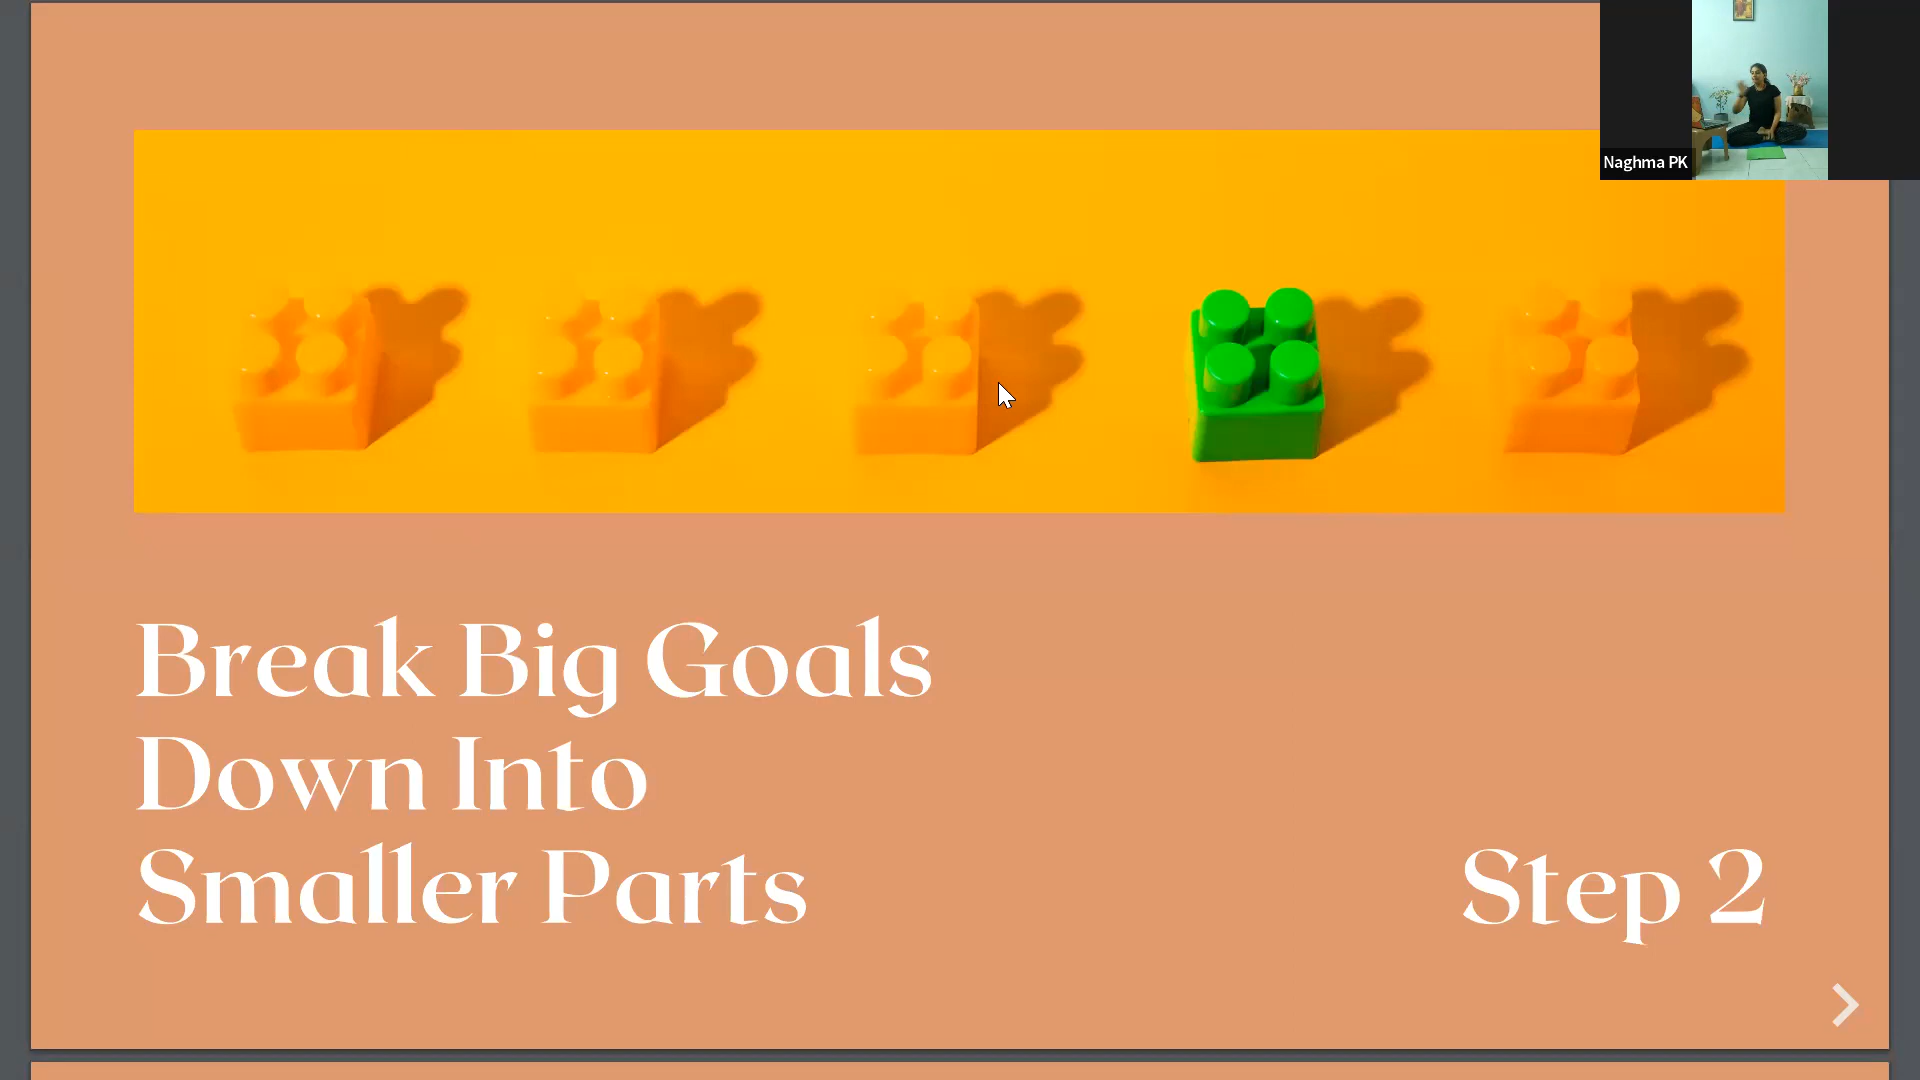 Naghma PK
Break Big Goals
Down Into
Smaller Parts
Step 2